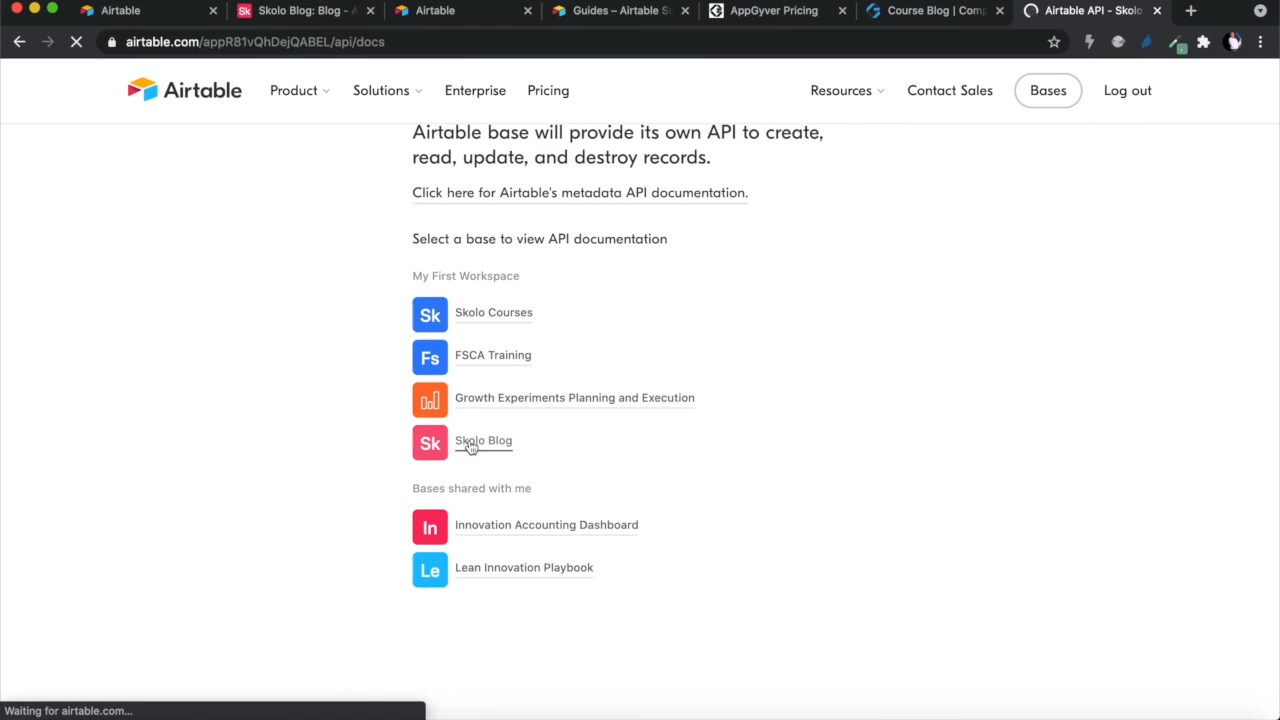 Airtable
Skolo Blog: Blog - A
Airtable
Guides – Airtable Su
AppGyver Pricing
Course Blog | Comp
Airtable API - Skolo
airtable.com/appR81vQhDejQABEL/api/docs
Airtable
Product
Solutions
Enterprise
Pricing
Resources
Contact Sales
Bases
Log out
Airtable base will provide its own API to create,
read, update, and destroy records.
Click here for Airtable's metadata API documentation.
Select a base to view API documentation
My First Workspace
Sk Skolo Courses
Fs FSCA Training
Growth Experiments Planning and Execution
Sk Skolo Blog
Bases shared with me
In Innovation Accounting Dashboard
Le Lean Innovation Playbook
Waiting for airtable.com...